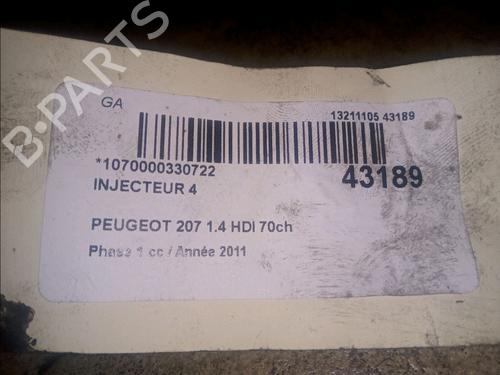 B-PARTS
GA
13211105 43189
*1070000330722
43189
INJECTEUR 4
PEUGEOT 207 1.4 HDI 70ch
Phase 1 cc / Année 2011